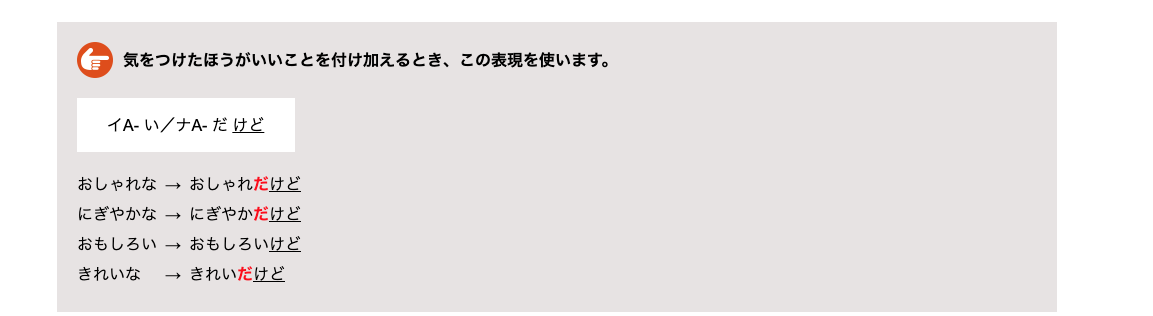 気をつけたほうがいいことを付け加えるとき、この表現を使います。
イA- い／ナA- だ けど
おしゃれな → おしゃれだけど
にぎやかな → にぎやかだけど
おもしろい → おもしろいけど
きれいな → きれいだけど